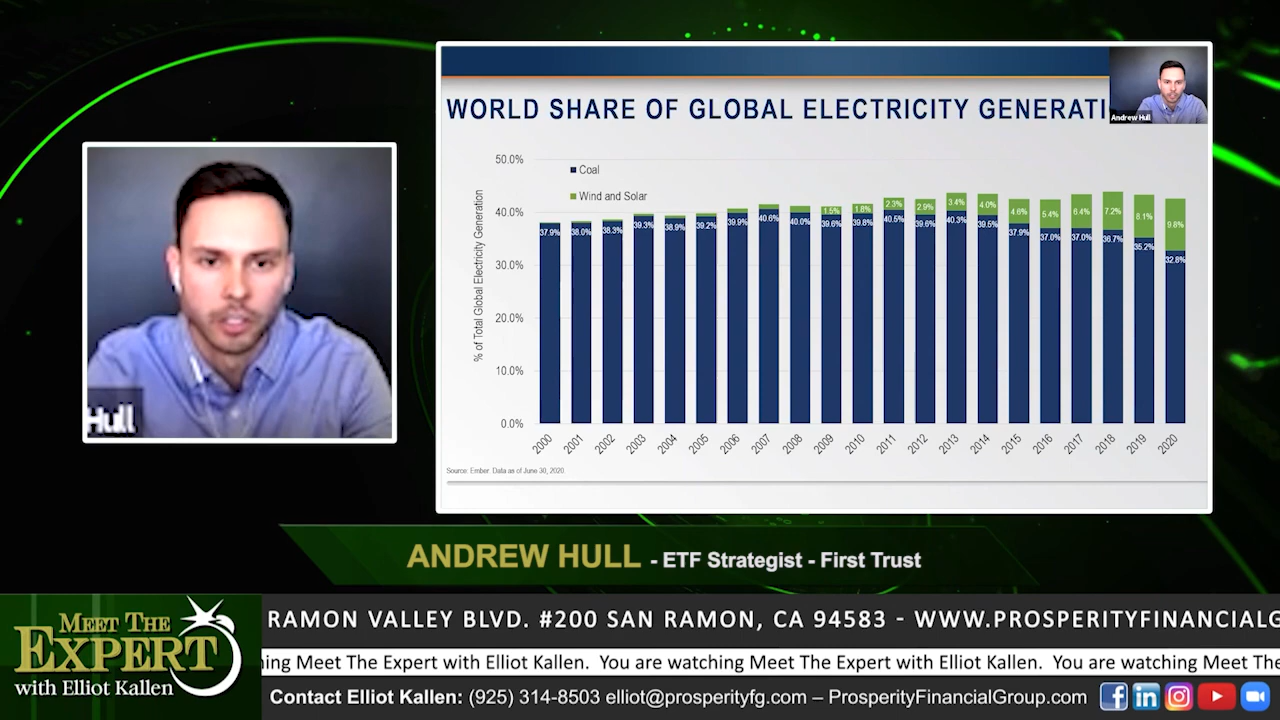 WORLD SHARE OF GLOBAL ELECTRICITY GENERATI
Andrew Hull
Hull
% of Total Global Electricity Generation
50.0%
40.0%
30.0%
20.0%
10.0%
0.0%
Coal
Wind and Solar
1.5% 1.8% 2.3% 2.9% 3.4% 4.0% 4.6% 5.4% 6.4% 7.2% 8.1% 9.8%
37.9% 38.0% 38.3% 39.3% 38.9% 39.2% 39.9% 40.6% 40.0% 39.6% 39.8% 40.5% 39.6% 40.3% 39.5% 37.9% 37.0% 37.0% 36.7% 35.2% 32.8%
2000 2001 2002 2003 2004 2005 2006 2007 2008 2009 2010 2011 2012 2013 2014 2015 2016 2017 2018 2019 2020
Source: Ember. Data as of June 30, 2020.
ANDREW HULL - ETF Strategist - First Trust
MEET THE
EXPERT
with Elliot Kallen
RAMON VALLEY BLVD. #200 SAN RAMON, CA 94583 - WWW.PROSPERITYFINANCIALG
ing Meet The Expert with Elliot Kallen. You are watching Meet The Expert with Elliot Kallen. You are watching Meet The
Contact Elliot Kallen: (925) 314-8503 elliot@prosperityfg.com – ProsperityFinancialGroup.com